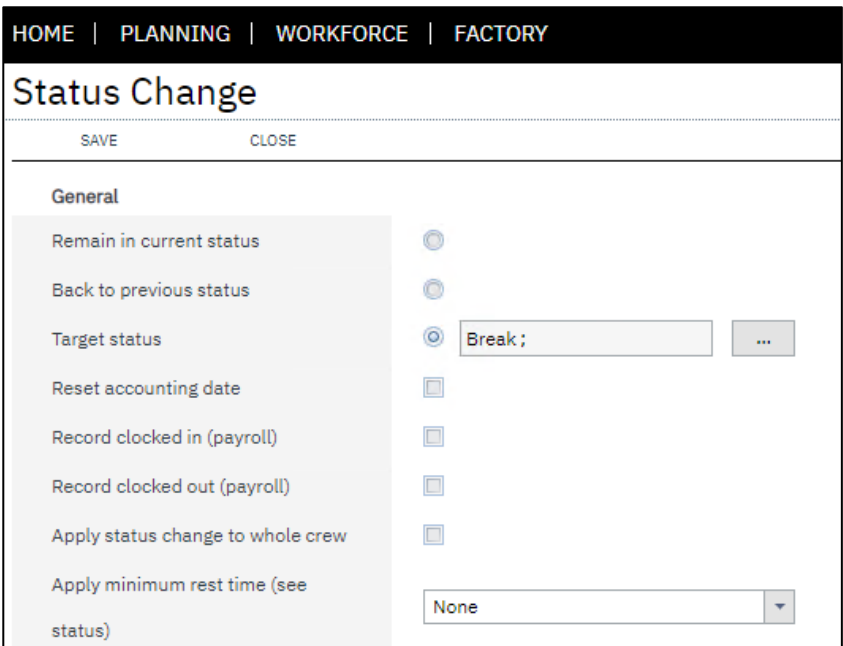 HOME | PLANNING | WORKFORCE | FACTORY
Status Change
SAVE CLOSE
General
Remain in current status
Back to previous status
Target status Break; ...
Reset accounting date
Record clocked in (payroll)
Record clocked out (payroll)
Apply status change to whole crew
Apply minimum rest time (see
status) None